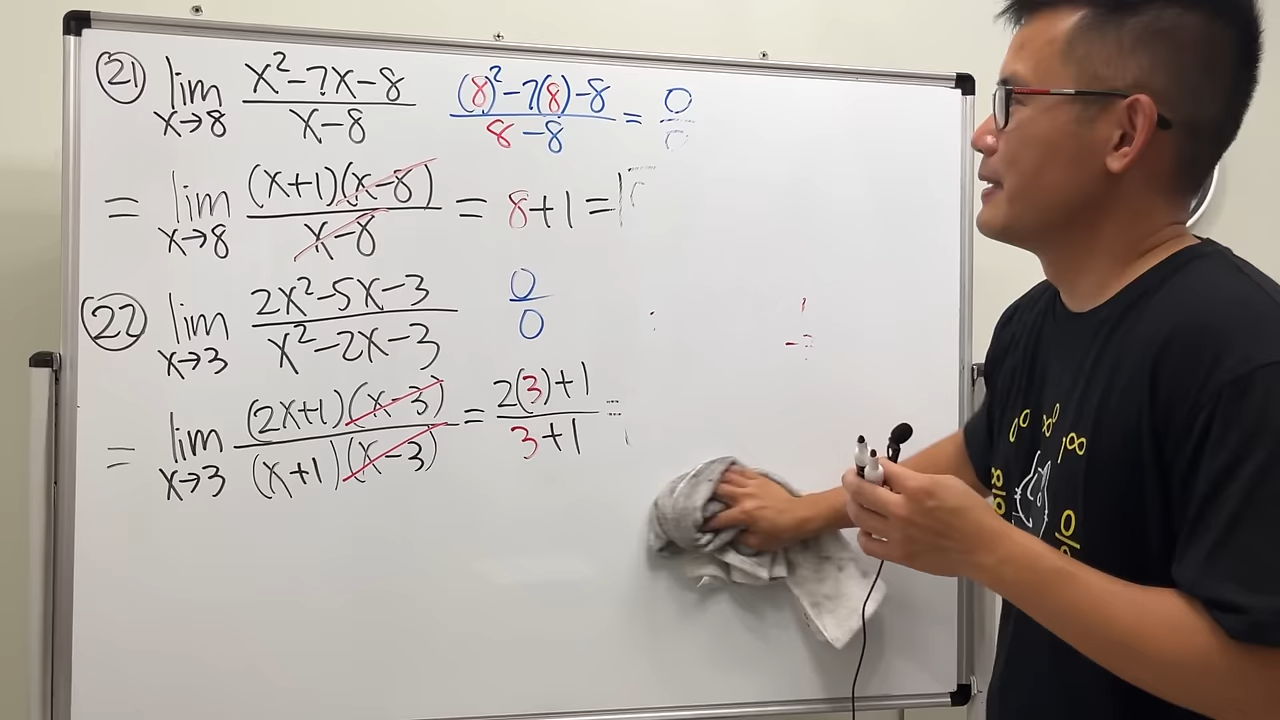 (21) lim x→8 (x²-7x-8)/(x-8) ((8)²-7(8)-8)/(8-8) = 0/0
= lim x→8 ((x+1)(x-8))/(x-8) = 8+1 =
(22) lim x→3 (2x²-5x-3)/(x²-2x-3) 0/0
= lim x→3 ((2x+1)(x-3))/((x+1)(x-3)) = (2(3)+1)/(3+1) =